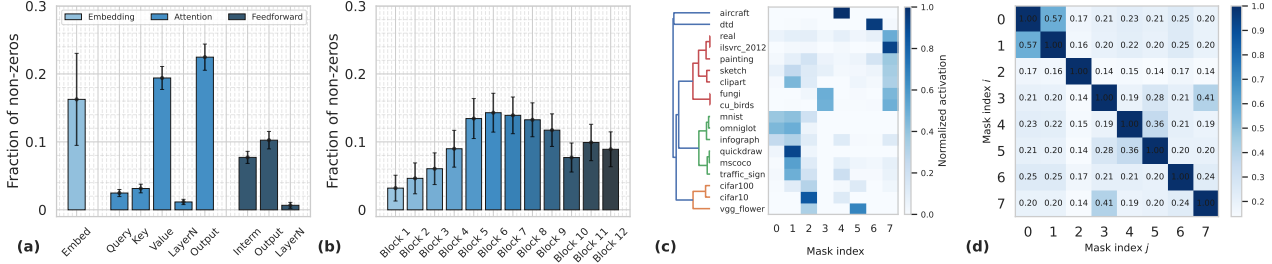 Fraction of non-zeros
0.3
0.2
0.1
0
Embedding
Attention
Feedforward
Embed
Query
Key
Value
LayerN
Output
Interm
Output
LayerN
(a)
Fraction of non-zeros
0.3
0.2
0.1
0
Block 1
Block 2
Block 3
Block 4
Block 5
Block 6
Block 7
Block 8
Block 9
Block 10
Block 11
Block 12
(b)
aircraft
dtd
real
ilsvrc_2012
painting
sketch
clipart
fungi
cu_birds
mnist
omniglot
infograph
quickdraw
mscoco
traffic_sign
cifar100
cifar10
vgg_flower
0 1 2 3 4 5 6 7
Mask index
1.0
0.8
0.6
0.4
0.2
0.0
Normalized activation
(c)
Mask index i
0 1.00 0.57 0.17 0.21 0.23 0.21 0.25 0.20
1 0.57 1.00 0.16 0.20 0.22 0.20 0.25 0.20
2 0.17 0.16 1.00 0.14 0.15 0.14 0.17 0.14
3 0.21 0.20 0.14 1.00 0.19 0.28 0.21 0.41
4 0.23 0.22 0.15 0.19 1.00 0.36 0.21 0.19
5 0.21 0.20 0.14 0.28 0.36 1.00 0.20 0.20
6 0.25 0.25 0.17 0.21 0.21 0.20 1.00 0.24
7 0.20 0.20 0.14 0.41 0.19 0.20 0.24 1.00
0 1 2 3 4 5 6 7
Mask index j
1.0
0.9
0.8
0.7
0.6
0.5
0.4
0.3
0.2
(d)